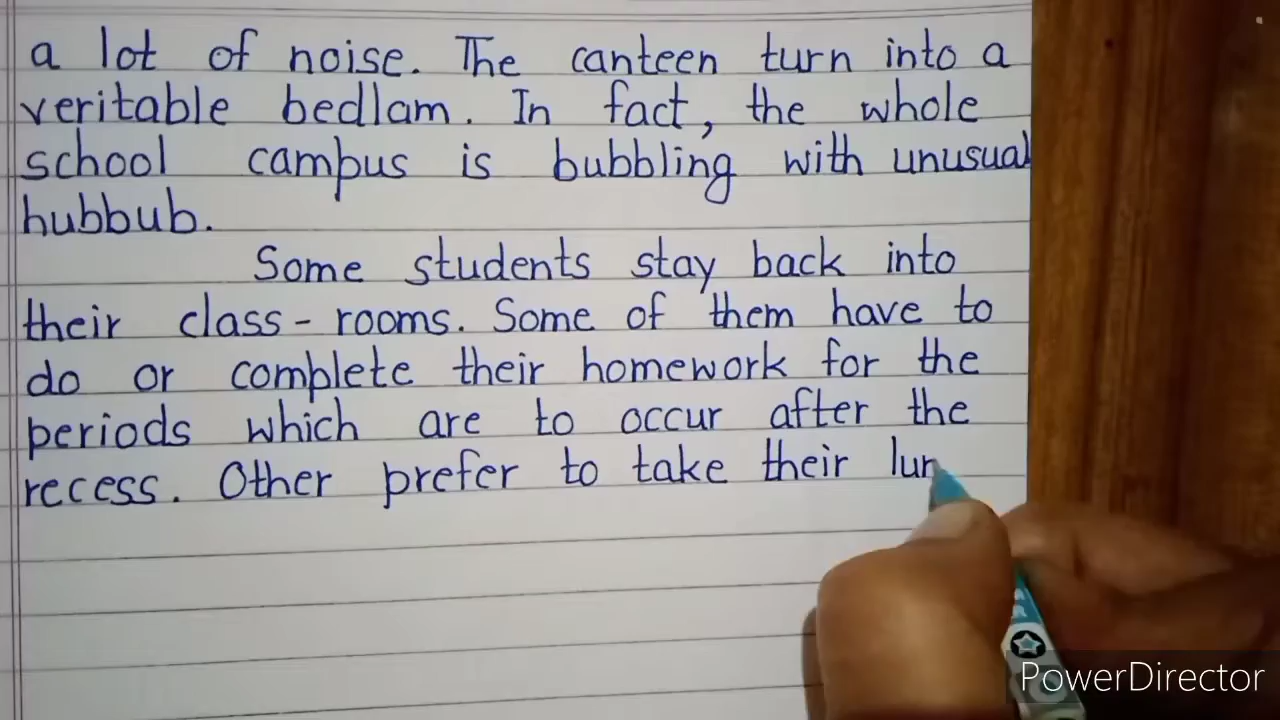 a lot of noise. The canteen turn into a
veritable bedlam. In fact, the whole
school campus is bubbling with unusual
hubbub.
Some students stay back into
their class-rooms. Some of them have to
do or complete their homework for the
periods which are to occur after the
recess. Other prefer to take their lun
PowerDirector